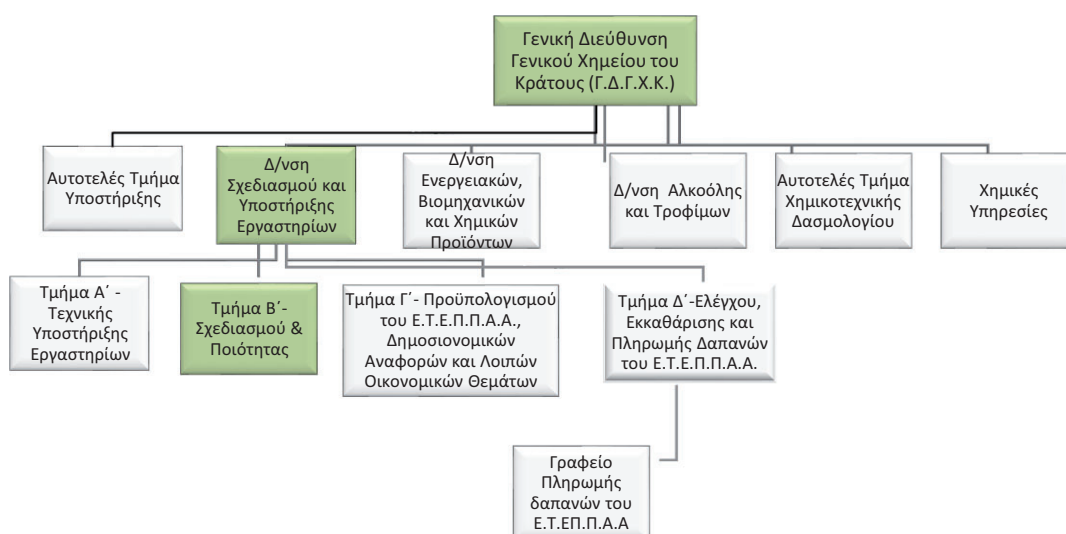 Γενική Διεύθυνση
Γενικού Χημείου του
Κράτους (Γ.Δ.Γ.Χ.Κ.)
Αυτοτελές Τμήμα
Υποστήριξης
Δ/νση
Σχεδιασμού και
Υποστήριξης
Εργαστηρίων
Δ/νση
Ενεργειακών,
Βιομηχανικών
και Χημικών
Προϊόντων
Δ/νση Αλκοόλης
και Τροφίμων
Αυτοτελές Τμήμα
Χημικοτεχνικής
Δασμολογίου
Χημικές
Υπηρεσίες
Τμήμα Α΄ -
Τεχνικής
Υποστήριξης
Εργαστηρίων
Τμήμα Β΄-
Σχεδιασμού &
Ποιότητας
Τμήμα Γ΄- Προϋπολογισμού
του Ε.Τ.Ε.Π.Π.Α.Α.,
Δημοσιονομικών
Αναφορών και Λοιπών
Οικονομικών Θεμάτων
Τμήμα Δ΄-Ελέγχου,
Εκκαθάρισης και
Πληρωμής Δαπανών
του Ε.Τ.Ε.Π.Π.Α.Α.
Γραφείο
Πληρωμής
δαπανών του
Ε.Τ.ΕΠ.Π.Α.Α